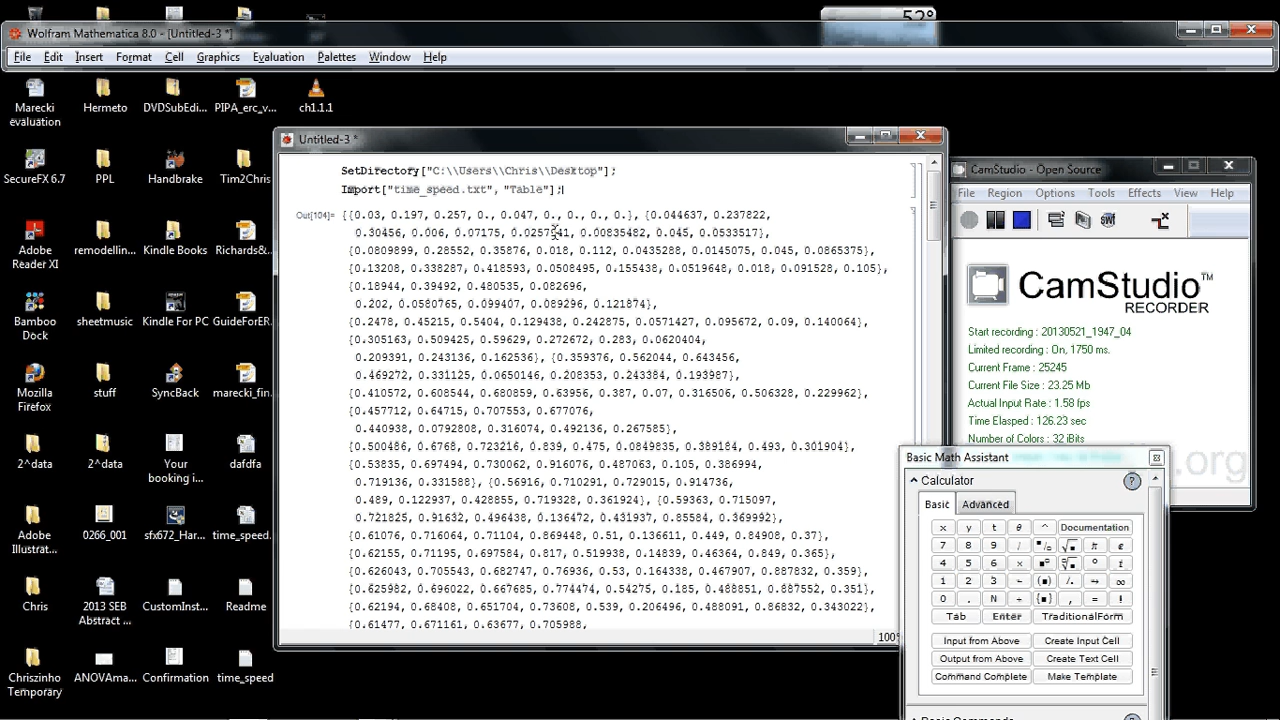 52°
Wolfram Mathematica 8.0 - [Untitled-3 *]
File Edit Insert Format Graphics Cell Evaluation Palettes Window Help
Marecki evaluation
Hermeto
DVDSubEdi...
PIPA_erc_v...
ch1.1.1
SecureFX 6.7
PPL
Handbrake
Tim2Chris
Adobe Reader XI
remodellin...
Kindle Books
Richards&...
Bamboo Dock
sheetmusic
Kindle For PC
GuideForER...
Mozilla Firefox
stuff
SyncBack
marecki_fin...
2^data
2^data
Your booking i...
dafdfa
Adobe Illustrat...
0266_001
sfx672_Har...
time_speed...
Chris
2013 SEB Abstract ...
CustomInst...
Readme
Chriszinho Temporary
ANOVAma...
Confirmation
time_speed
Untitled-3 *
SetDirectory["C:\\Users\\Chris\\Desktop"];
Import["time_speed.txt", "Table"];
Out[104]= {{0.03, 0.197, 0.257, 0., 0.047, 0., 0., 0., 0.}, {0.044637, 0.237822,
0.30456, 0.006, 0.07175, 0.0257941, 0.00835482, 0.045, 0.0533517},
{0.0809899, 0.28552, 0.35876, 0.018, 0.112, 0.0435288, 0.0145075, 0.045, 0.0865375},
{0.13208, 0.338287, 0.418593, 0.0508495, 0.155438, 0.0519648, 0.018, 0.091528, 0.105},
{0.18944, 0.39492, 0.480535, 0.082696,
0.202, 0.0580765, 0.099407, 0.089296, 0.121874},
{0.2478, 0.45215, 0.5404, 0.129438, 0.242875, 0.0571427, 0.095672, 0.09, 0.140064},
{0.305163, 0.509425, 0.59629, 0.272672, 0.283, 0.0620404,
0.209391, 0.243136, 0.162536}, {0.359376, 0.562044, 0.643456,
0.469272, 0.331125, 0.0650146, 0.208353, 0.243384, 0.193987},
{0.410572, 0.608544, 0.680859, 0.63956, 0.387, 0.07, 0.316506, 0.506328, 0.229962},
{0.457712, 0.64715, 0.707553, 0.677076,
0.440938, 0.0792808, 0.316074, 0.492136, 0.267585},
{0.500486, 0.6768, 0.723216, 0.839, 0.475, 0.0849835, 0.389184, 0.493, 0.301904},
{0.53835, 0.697494, 0.730062, 0.916076, 0.487063, 0.105, 0.386994,
0.719136, 0.331588}, {0.56916, 0.710291, 0.729015, 0.914736,
0.489, 0.122937, 0.428855, 0.719328, 0.361924}, {0.59363, 0.715097,
0.721825, 0.91632, 0.496438, 0.136472, 0.431937, 0.85584, 0.369992},
{0.61076, 0.716064, 0.71104, 0.869448, 0.51, 0.136611, 0.449, 0.84908, 0.37},
{0.62155, 0.71195, 0.697584, 0.817, 0.519938, 0.14839, 0.46564, 0.849, 0.365},
{0.626043, 0.705543, 0.682747, 0.76936, 0.53, 0.164338, 0.467907, 0.887832, 0.359},
{0.625982, 0.696022, 0.667685, 0.774474, 0.54275, 0.185, 0.488851, 0.887552, 0.351},
{0.62194, 0.68408, 0.651704, 0.73608, 0.539, 0.206496, 0.488091, 0.86832, 0.343022},
{0.61477, 0.671161, 0.63677, 0.705988,
100%
CamStudio - Open Source
File Region Options Tools Effects View Help
SWF
CamStudio™
RECORDER
Start recording : 20130521_1947_04
Limited recording : On, 1750 ms.
Current Frame : 25245
Current File Size : 23.25 Mb
Actual Input Rate : 1.58 fps
Time Elasped : 126.23 sec
Number of Colors : 32 iBits
.org
Basic Math Assistant
Calculator
Basic Advanced
x y t θ ^ Documentation
7 8 9 / π
4 5 6 × °
1 2 3 - ∞
0 . N + , = !
Tab Enter TraditionalForm
Input from Above Create Input Cell
Output from Above Create Text Cell
Command Complete Make Template
Basic Commands